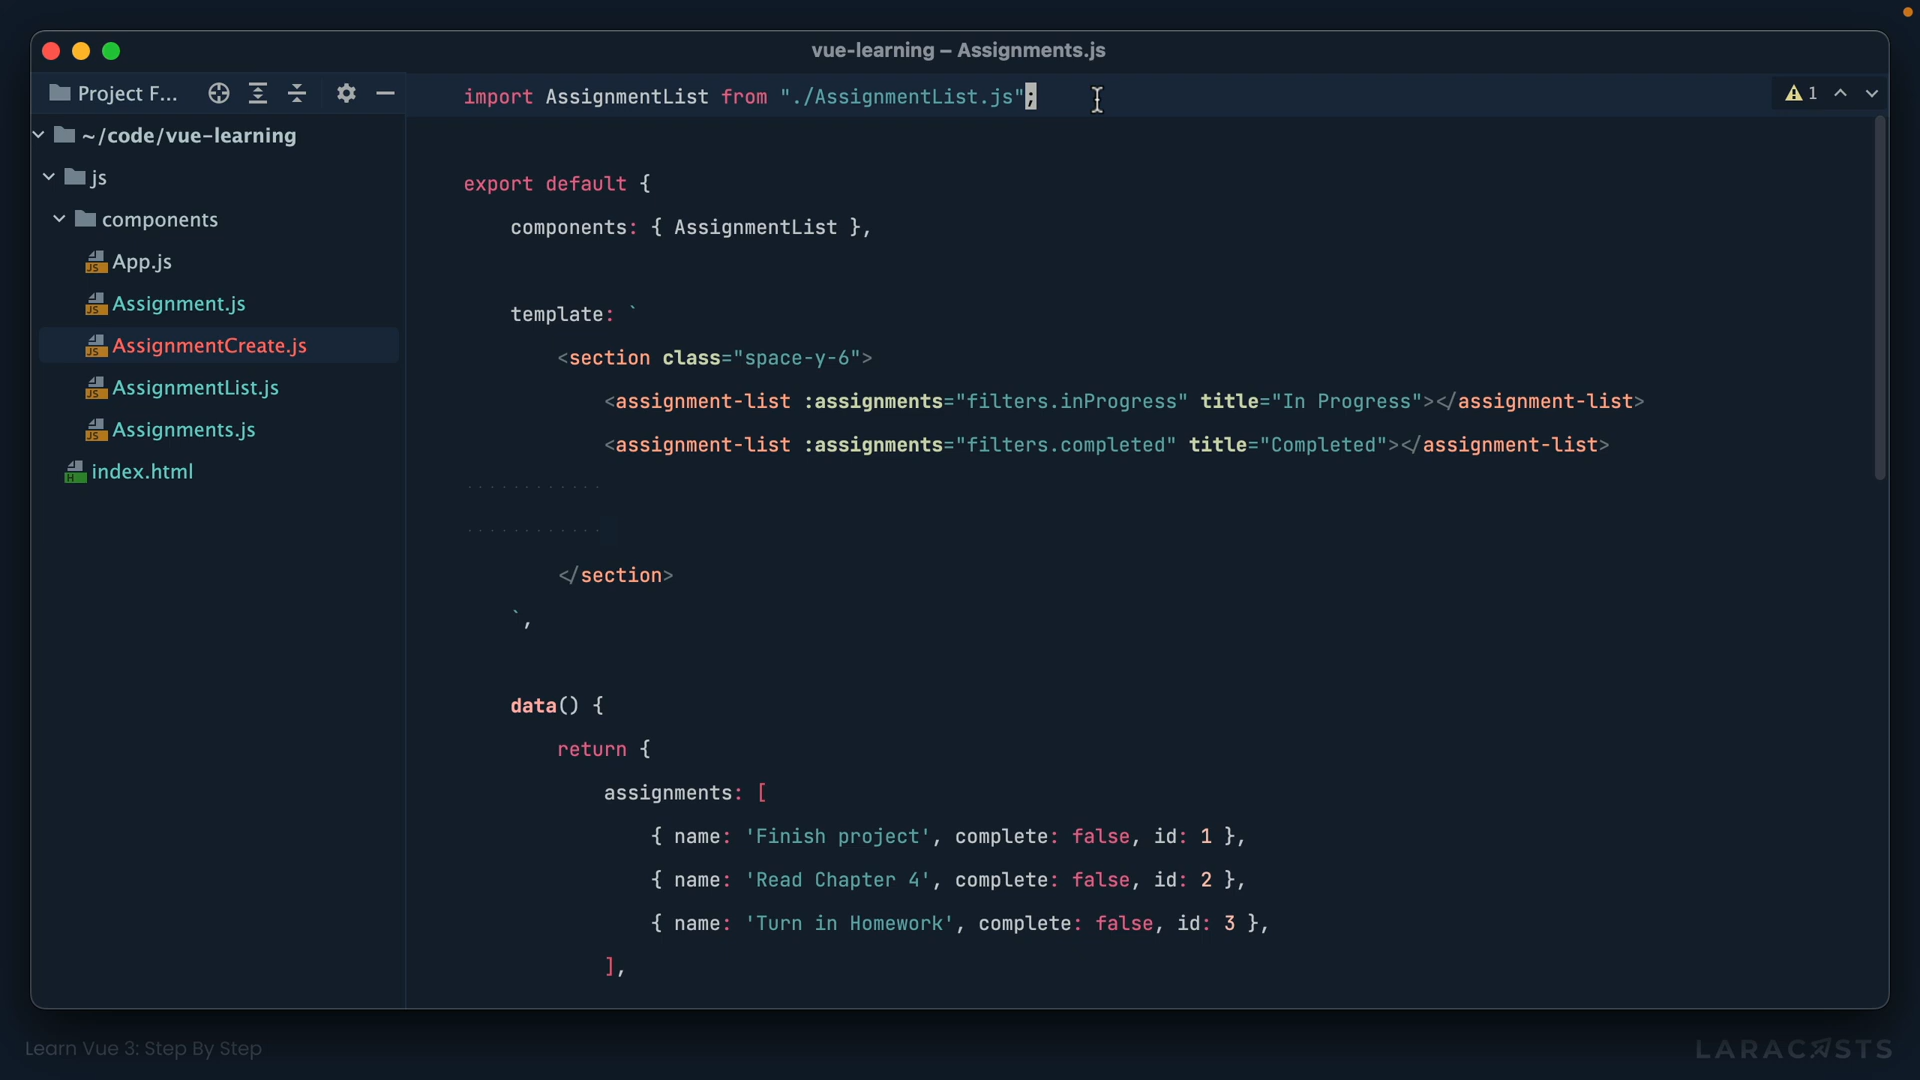 vue-learning – Assignments.js
Project F...
~/code/vue-learning
js
components
App.js
Assignment.js
AssignmentCreate.js
AssignmentList.js
Assignments.js
index.html
import AssignmentList from "./AssignmentList.js";
1
export default {
components: { AssignmentList },
template: `
<section class="space-y-6">
<assignment-list :assignments="filters.inProgress" title="In Progress"></assignment-list>
<assignment-list :assignments="filters.completed" title="Completed"></assignment-list>
</section>
`,
data() {
return {
assignments: [
{ name: 'Finish project', complete: false, id: 1 },
{ name: 'Read Chapter 4', complete: false, id: 2 },
{ name: 'Turn in Homework', complete: false, id: 3 },
],
Learn Vue 3: Step By Step
LARACASTS